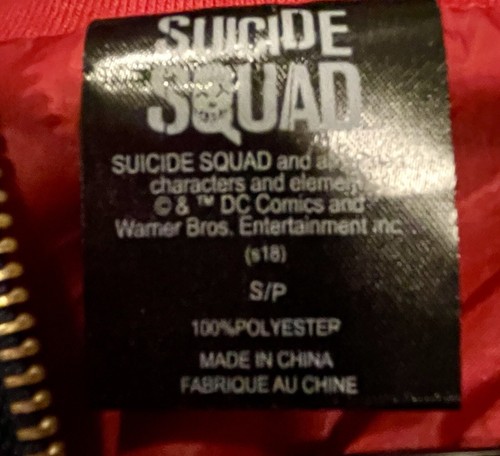 SUICIDE
SQUAD
SUICIDE SQUAD and
characters and
© & ™ DC Comics and
Warner Bros. Entertainment Inc.
(s18)
S/P
100%POLYESTER
MADE IN CHINA
FABRIQUE AU CHINE